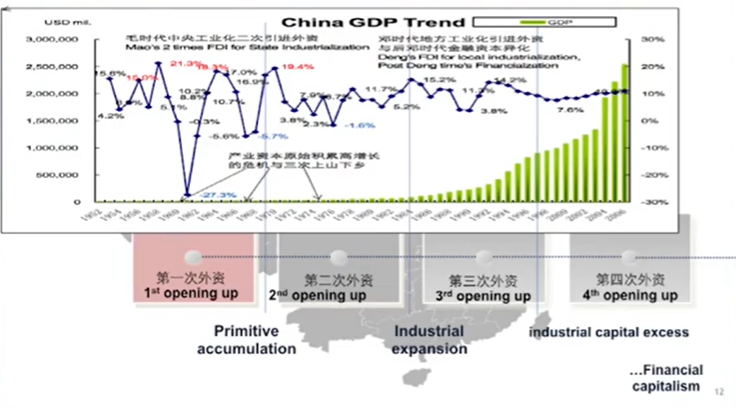 USD mil.
China GDP Trend
GDP
毛时代中央工业化二次引进外资
Mao's 2 times FDI for State Industrialization
邓时代地方工业化引进外资
与后邓时代金融资本异化
Deng's FDI for local industrialization,
Post Deng time's Financialzation
3,000,000
2,500,000
2,000,000
1,500,000
1,000,000
500,000
0
30%
20%
10%
0%
-10%
-20%
-30%
15.6%
4.2%
15.0%
21.3%
10.2%
8.8%
-0.3%
-27.3%
18.3%
17.0%
16.9%
10.7%
-5.6%
-5.7%
19.4%
3.8%
7.9%
2.3%
-1.6%
11.7%
5.2%
15.2%
3.8%
14.2%
7.6%
产业资本原始积累高增长
的危机与三次上山下乡
1952
1954
1956
1958
1960
1962
1964
1966
1968
1970
1972
1974
1976
1978
1980
1982
1984
1986
1988
1990
1992
1994
1996
1998
2000
2002
2004
2006
第一次外资
1st opening up
第二次外资
2nd opening up
第三次外资
3rd opening up
第四次外资
4th opening up
Primitive
accumulation
Industrial
expansion
industrial capital excess
...Financial
capitalism
12